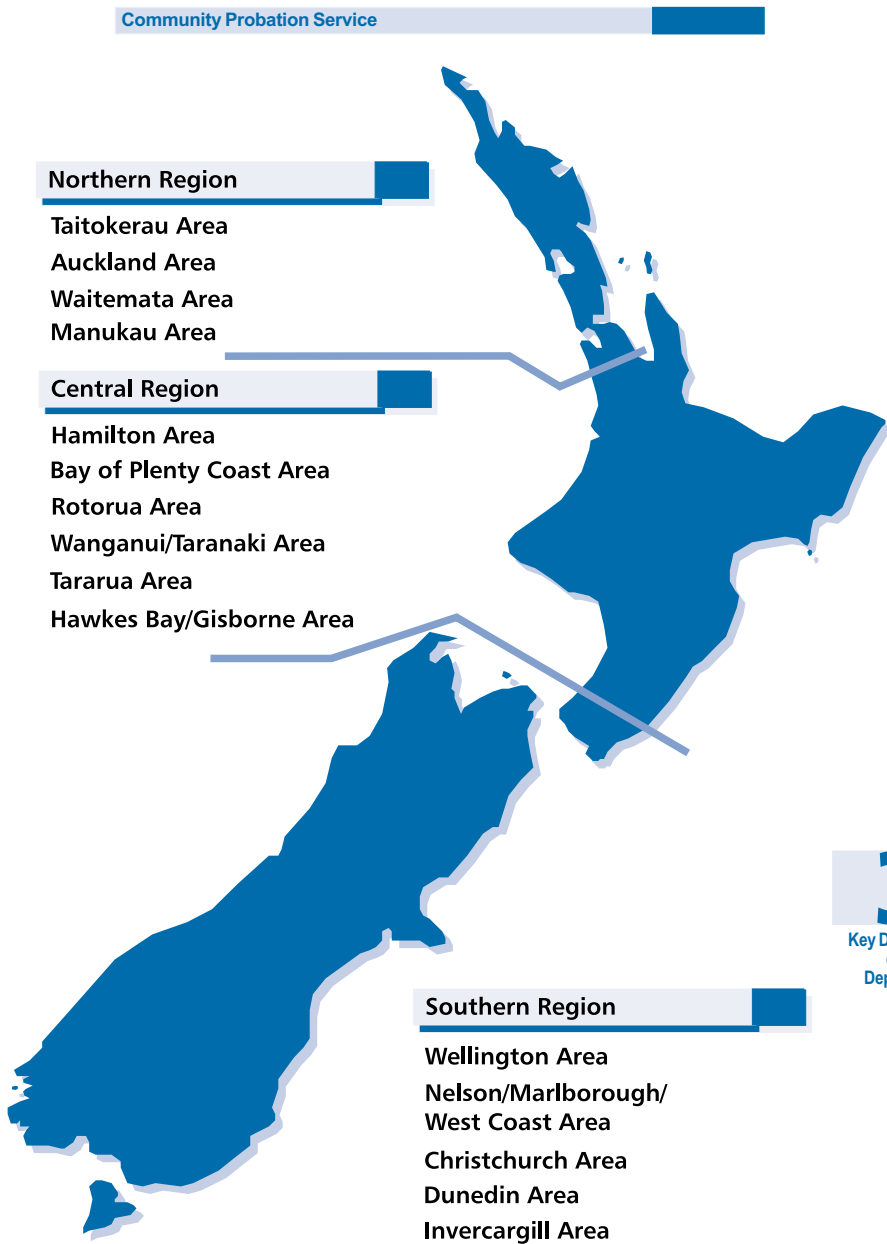 Community Probation Service
Northern Region
Taitokerau Area
Auckland Area
Waitemata Area
Manukau Area
Central Region
Hamilton Area
Bay of Plenty Coast Area
Rotorua Area
Wanganui/Taranaki Area
Tararua Area
Hawkes Bay/Gisborne Area
Key D
Dep
Southern Region
Wellington Area
Nelson/Marlborough/
West Coast Area
Christchurch Area
Dunedin Area
Invercargill Area